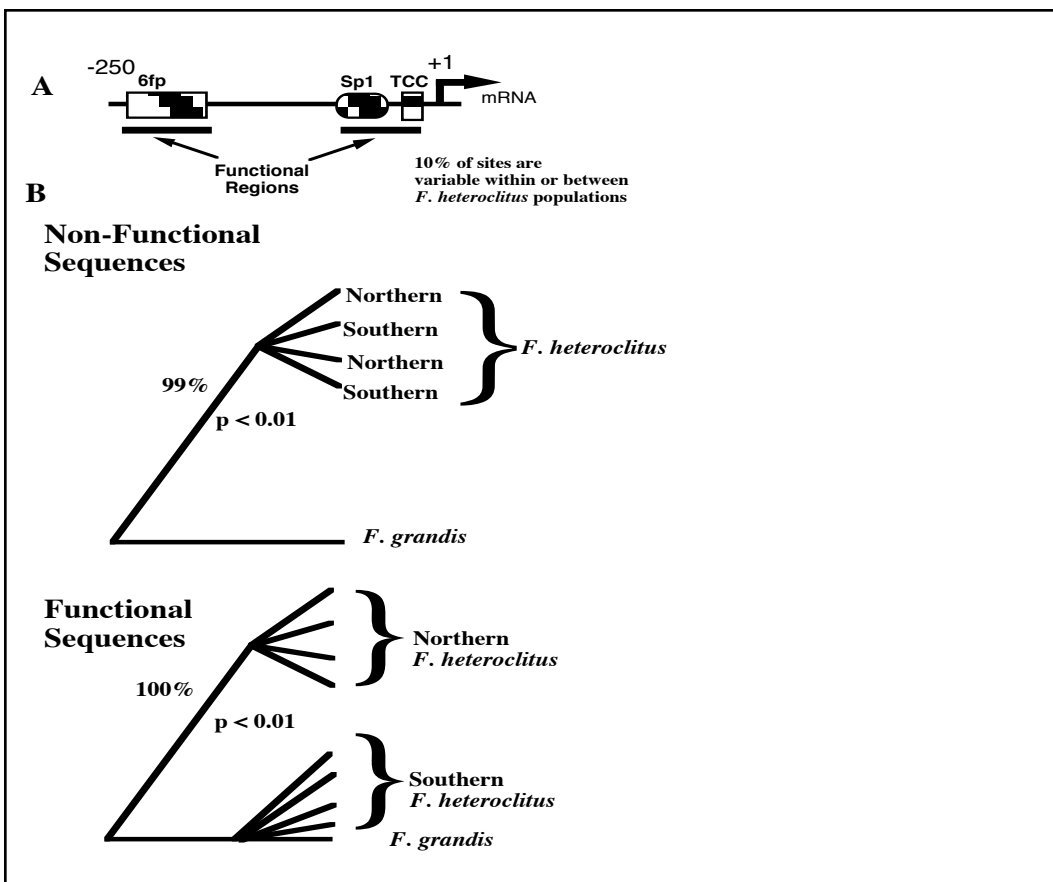 A
-250
6fp
Sp1
TCC
+1
mRNA
Functional
Regions
10% of sites are
variable within or between
F. heteroclitus populations
B
Non-Functional
Sequences
Northern
Southern
Northern
Southern
F. heteroclitus
99%
p < 0.01
F. grandis
Functional
Sequences
Northern
F. heteroclitus
100%
p < 0.01
Southern
F. heteroclitus
F. grandis